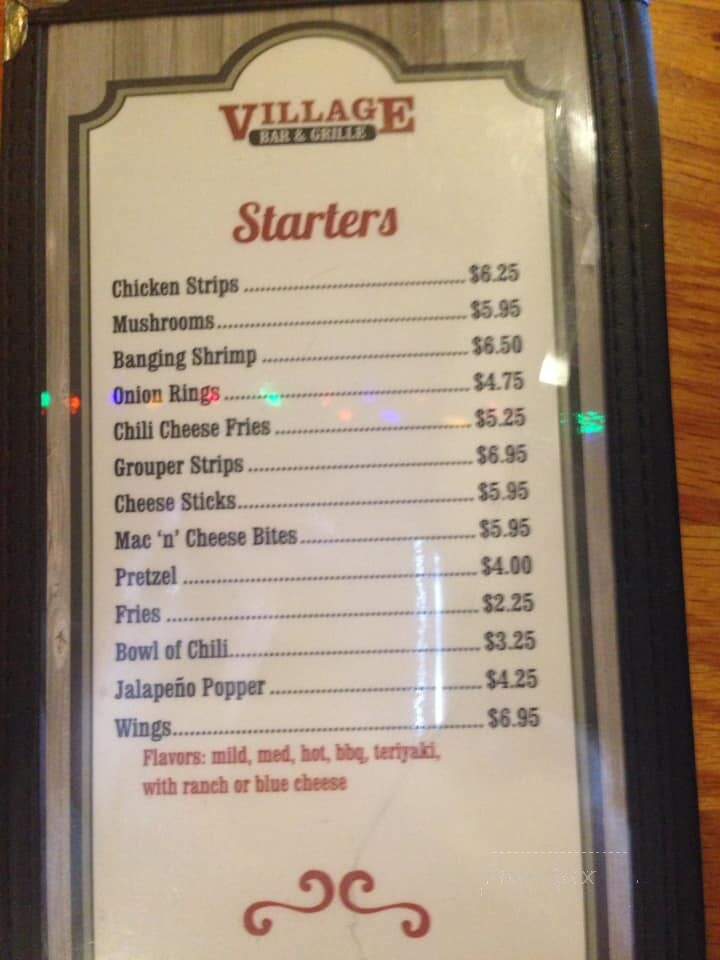 VILLAGE
BAR & GRILLE
Starters
Chicken Strips ........ $6.25
Mushrooms ........ $5.95
Banging Shrimp ........ $6.50
Onion Rings ........ $4.75
Chili Cheese Fries ........ $5.25
Grouper Strips ........ $6.95
Cheese Sticks ........ $5.95
Mac 'n' Cheese Bites ........ $5.95
Pretzel ........ $4.00
Fries ........ $2.25
Bowl of Chili ........ $3.25
Jalapeño Popper ........ $4.25
Wings ........ $6.95
Flavors: mild, med, hot, bbq, teriyaki,
with ranch or blue cheese